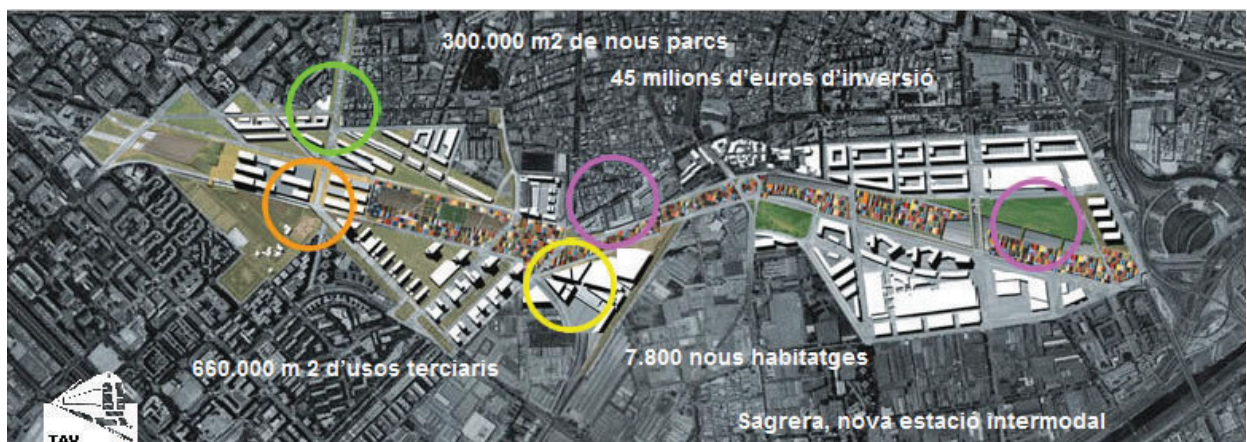 300.000 m2 de nous parcs
45 milions d'euros d'inversió
660.000 m 2 d'usos terciaris
7.800 nous habitatges
Sagrera, nova estació intermodal
TAV